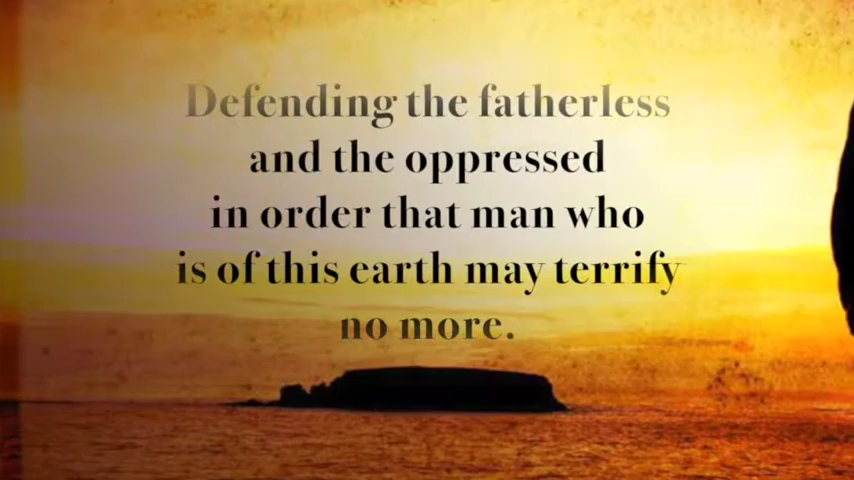 Defending the fatherless
and the oppressed
in order that man who
is of this earth may terrify
no more.